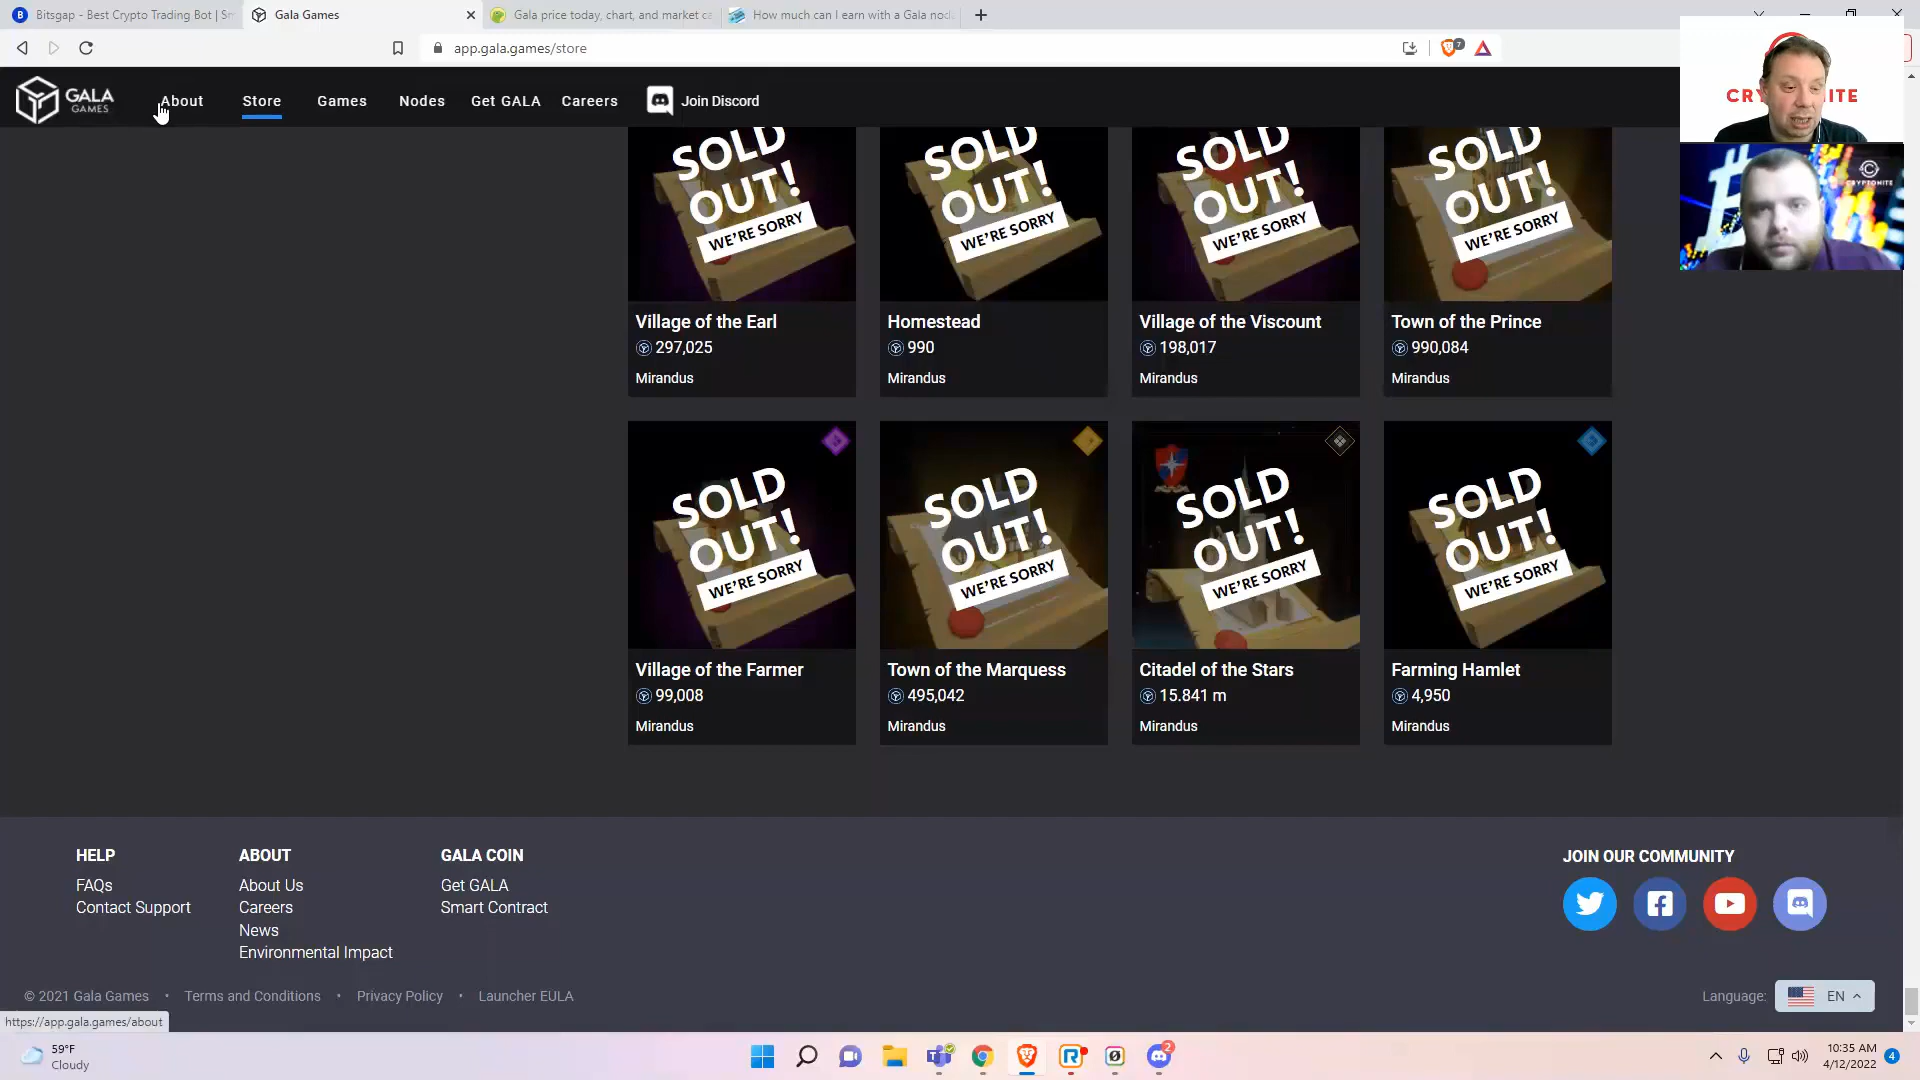 Bitsgap - Best Crypto Trading Bot | Sm
Gala Games
Gala price today, chart, and market ca
How much can I earn with a Gala nod
app.gala.games/store
7
GALA
GAMES
About
Store
Games
Nodes
Get GALA
Careers
Join Discord
CRYPTONITE
SOLD
OUT!
WE'RE SORRY
SOLD
OUT!
WE'RE SORRY
SOLD
OUT!
WE'RE SORRY
SOLD
OUT!
WE'RE SORRY
Village of the Earl
297,025
Mirandus
Homestead
990
Mirandus
Village of the Viscount
198,017
Mirandus
Town of the Prince
990,084
Mirandus
SOLD
OUT!
WE'RE SORRY
SOLD
OUT!
WE'RE SORRY
SOLD
OUT!
WE'RE SORRY
SOLD
OUT!
WE'RE SORRY
Village of the Farmer
99,008
Mirandus
Town of the Marquess
495,042
Mirandus
Citadel of the Stars
15.841 m
Mirandus
Farming Hamlet
4,950
Mirandus
HELP
FAQs
Contact Support
ABOUT
About Us
Careers
News
Environmental Impact
GALA COIN
Get GALA
Smart Contract
JOIN OUR COMMUNITY
© 2021 Gala Games • Terms and Conditions • Privacy Policy • Launcher EULA
Language:
EN
https://app.gala.games/about
59°F
Cloudy
2
10:35 AM
4/12/2022
4